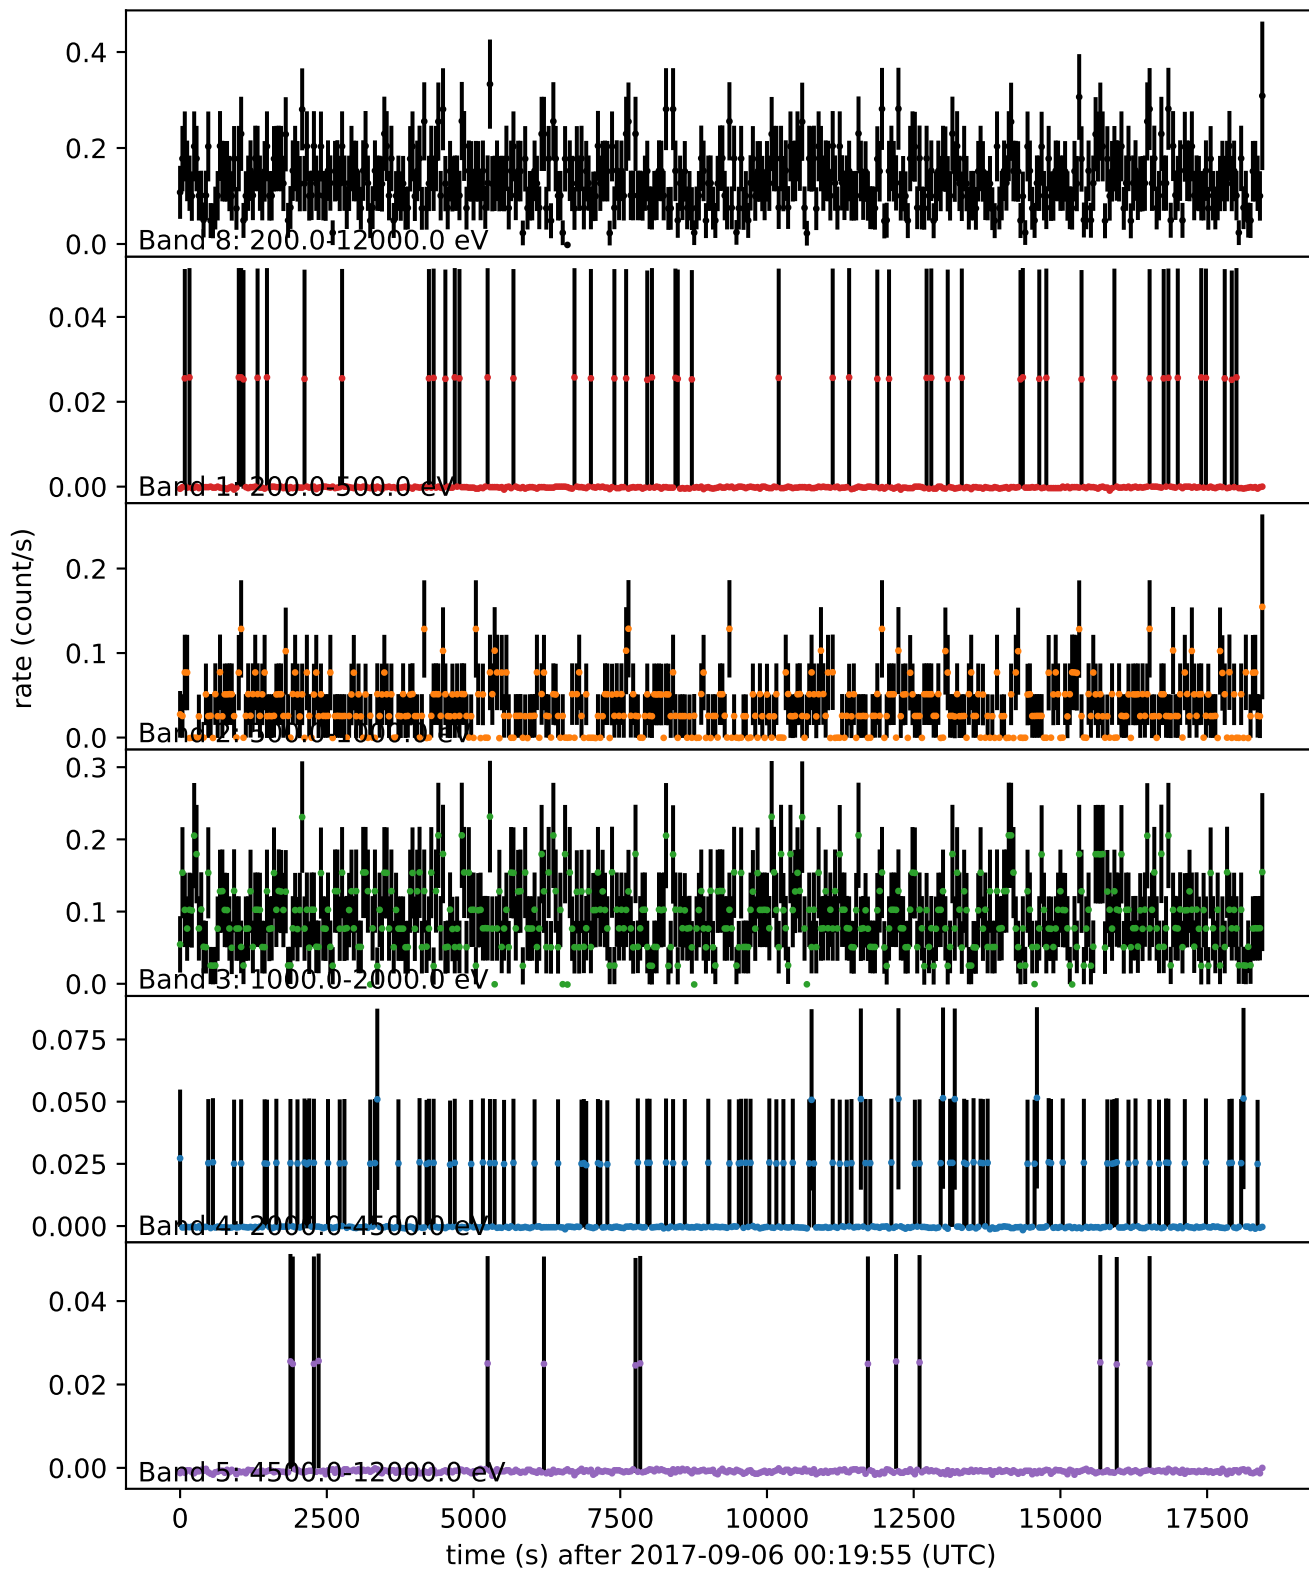 0.4
0.2
0.0
Band 8: 200.0-12000.0 eV
0.04
0.02
0.00
Band 1: 200.0-500.0 eV
rate (count/s)
0.2
0.1
0.0
Band 2: 500.0-1000.0 eV
0.3
0.2
0.1
0.0
Band 3: 1000.0-2000.0 eV
0.075
0.050
0.025
0.000
Band 4: 2000.0-4500.0 eV
0.04
0.02
0.00
Band 5: 4500.0-12000.0 eV
0 2500 5000 7500 10000 12500 15000 17500
time (s) after 2017-09-06 00:19:55 (UTC)